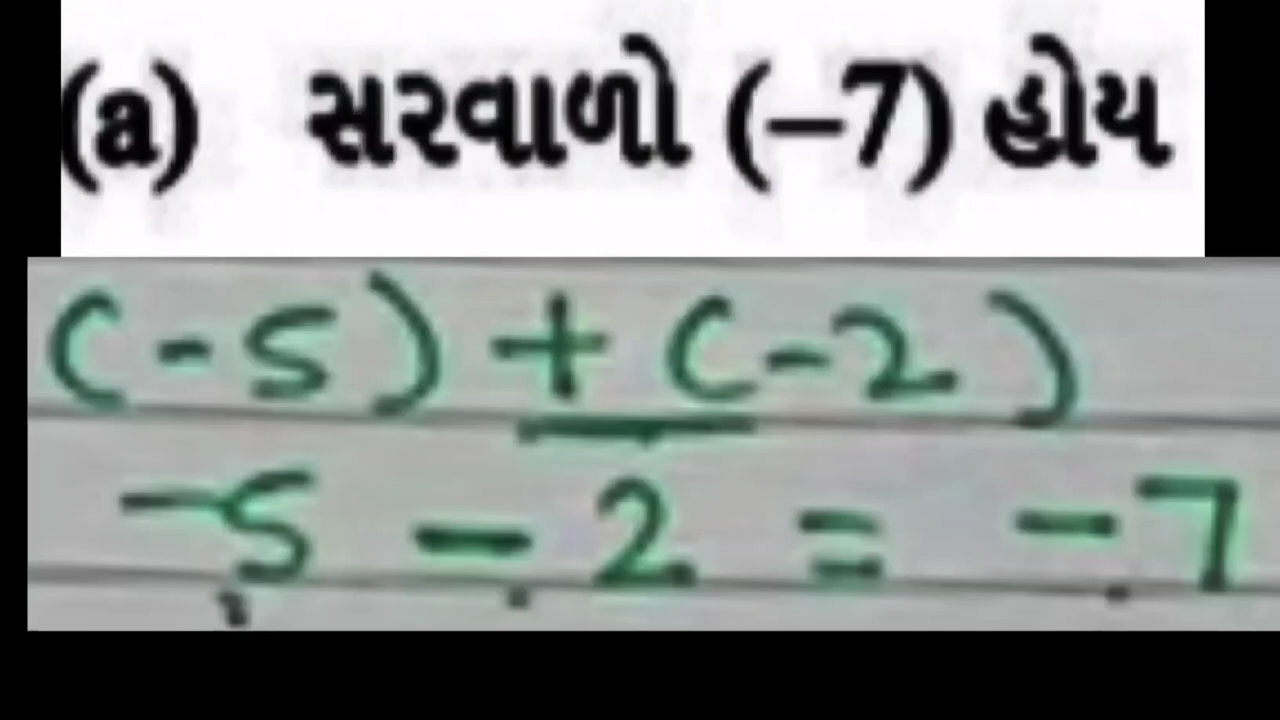 (a) સરવાળો (–7) હોય
(-5) + (-2)
-5 - 2 = -7